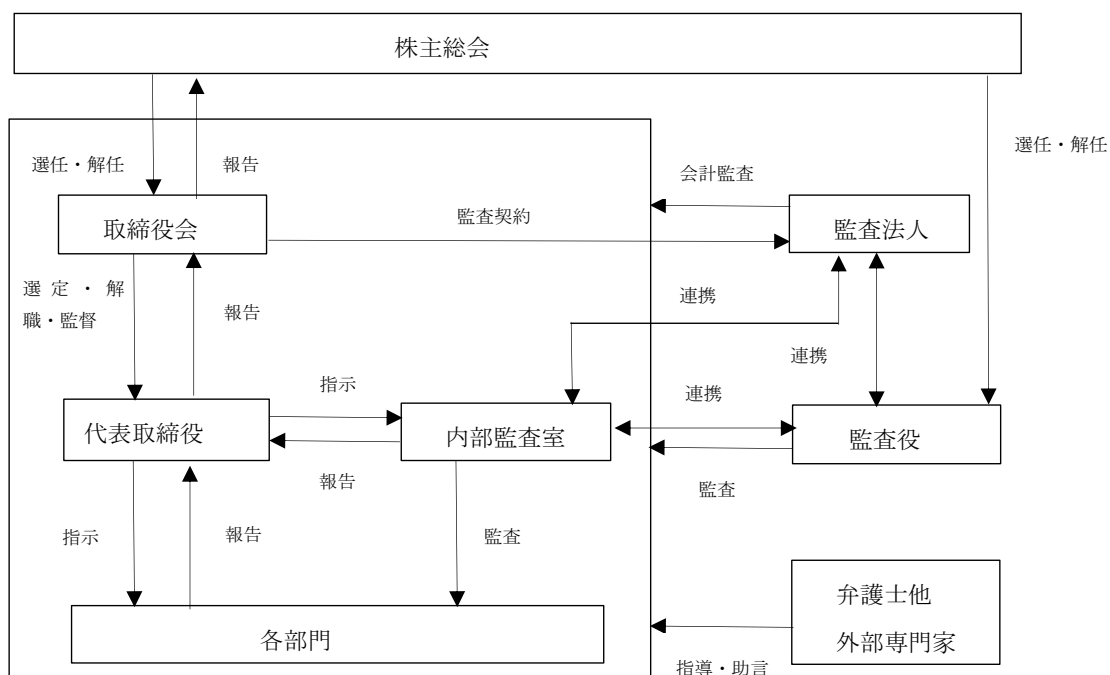 株主総会
選任・解任
報告
選任・解任
会計監査
取締役会
監査契約
監査法人
選定・解
職・監督
報告
連携
連携
指示
連携
代表取締役
内部監査室
監査役
報告
監査
指示
報告
監査
弁護士他
外部専門家
各部門
指導・助言